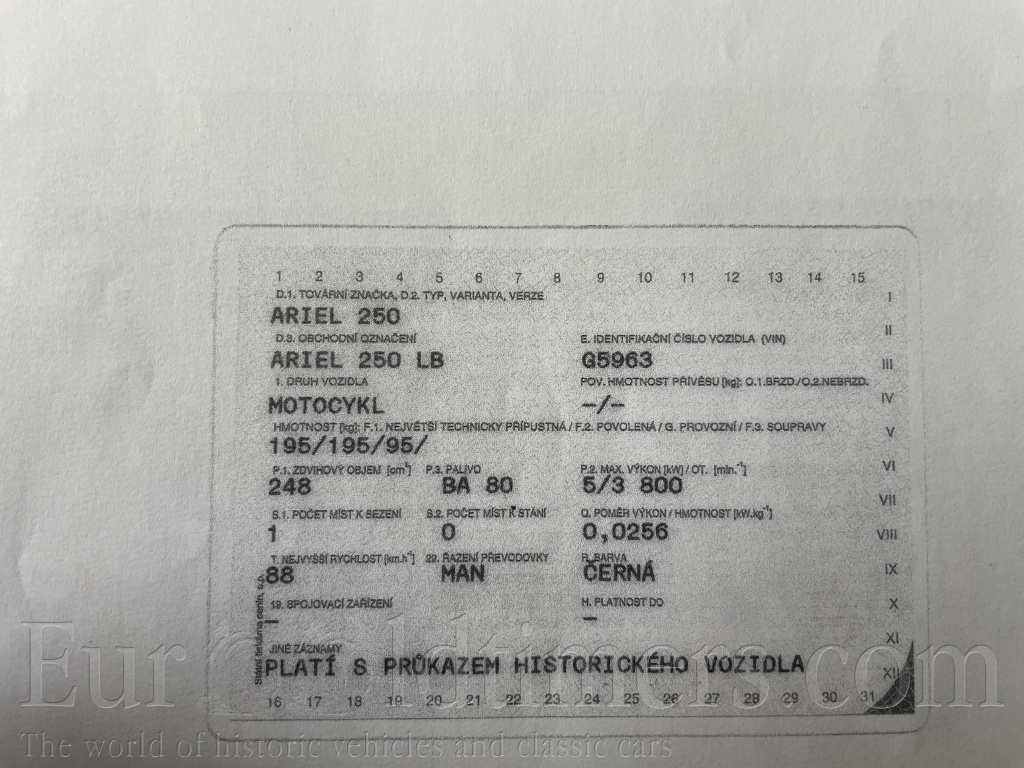 1 2 3 4 5 6 7 8 9 10 11 12 13 14 15
D.1. TOVÁRNÍ ZNAČKA, D.2. TYP, VARIANTA, VERZE I
ARIEL 250
D.3. OBCHODNÍ OZNAČENÍ E. IDENTIFIKAČNÍ ČÍSLO VOZIDLA (VIN) II
ARIEL 250 LB G5963 III
1. DRUH VOZIDLA POV. HMOTNOST PŘÍVĚSU [kg]: O.1.BRZD./O.2.NEBRZD.
MOTOCYKL -/- IV
HMOTNOST [kg]: F.1. NEJVĚTŠÍ TECHNICKY PŘÍPUSTNÁ / F.2. POVOLENÁ / G. PROVOZNÍ / F.3. SOUPRAVY V
195/195/95/
P.1. ZDVIHOVÝ OBJEM [cm³] P.3. PALIVO P.2. MAX. VÝKON [kW] / OT. [min.⁻¹] VI
248 BA 80 5/3 800 VII
S.1. POČET MÍST K SEZENÍ S.2. POČET MÍST K STÁNÍ Q. POMĚR VÝKON / HMOTNOST [kW.kg⁻¹]
1 0 0,0256 VIII
T. NEJVYŠŠÍ RYCHLOST [km.h⁻¹] 29. ŘAZENÍ PŘEVODOVKY R. BARVA
88 MAN ČERNÁ IX
19. SPOJOVACÍ ZAŘÍZENÍ H. PLATNOST DO X
– –
XI
JINÉ ZÁZNAMY
PLATÍ S PRŮKAZEM HISTORICKÉHO VOZIDLA XII
16 17 18 19 20 21 22 23 24 25 26 27 28 29 30 31
Státní tiskárna cenin, s.p.
Eurooldtimers.com
The world of historic vehicles and classic cars